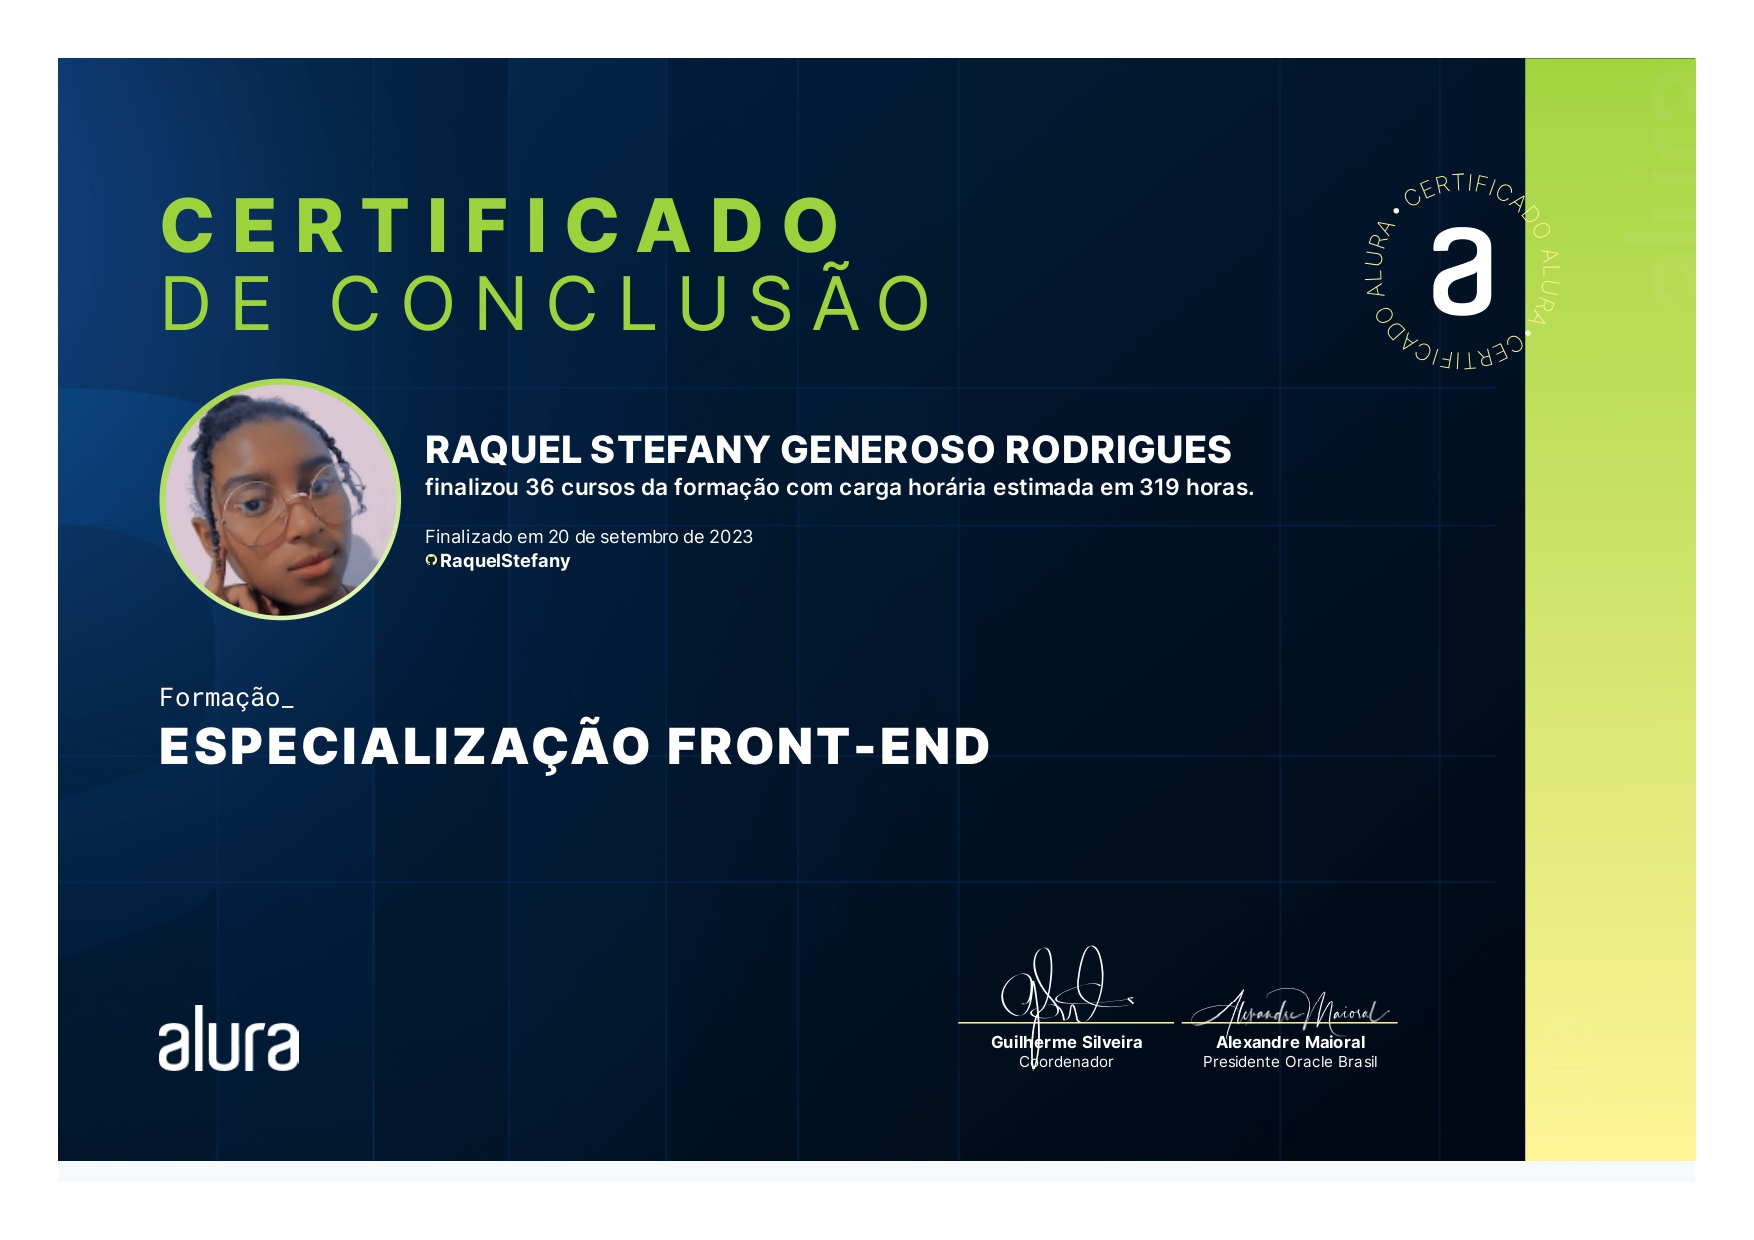 CERTIFICADO
DE CONCLUSÃO
CERTIFICADO ALURA • CERTIFICADO ALURA •
a
RAQUEL STEFANY GENEROSO RODRIGUES
finalizou 36 cursos da formação com carga horária estimada em 319 horas.
Finalizado em 20 de setembro de 2023
RaquelStefany
Formação_
ESPECIALIZAÇÃO FRONT-END
alura
Alexandre Maioral
Guilherme Silveira
Coordenador
Alexandre Maioral
Presidente Oracle Brasil